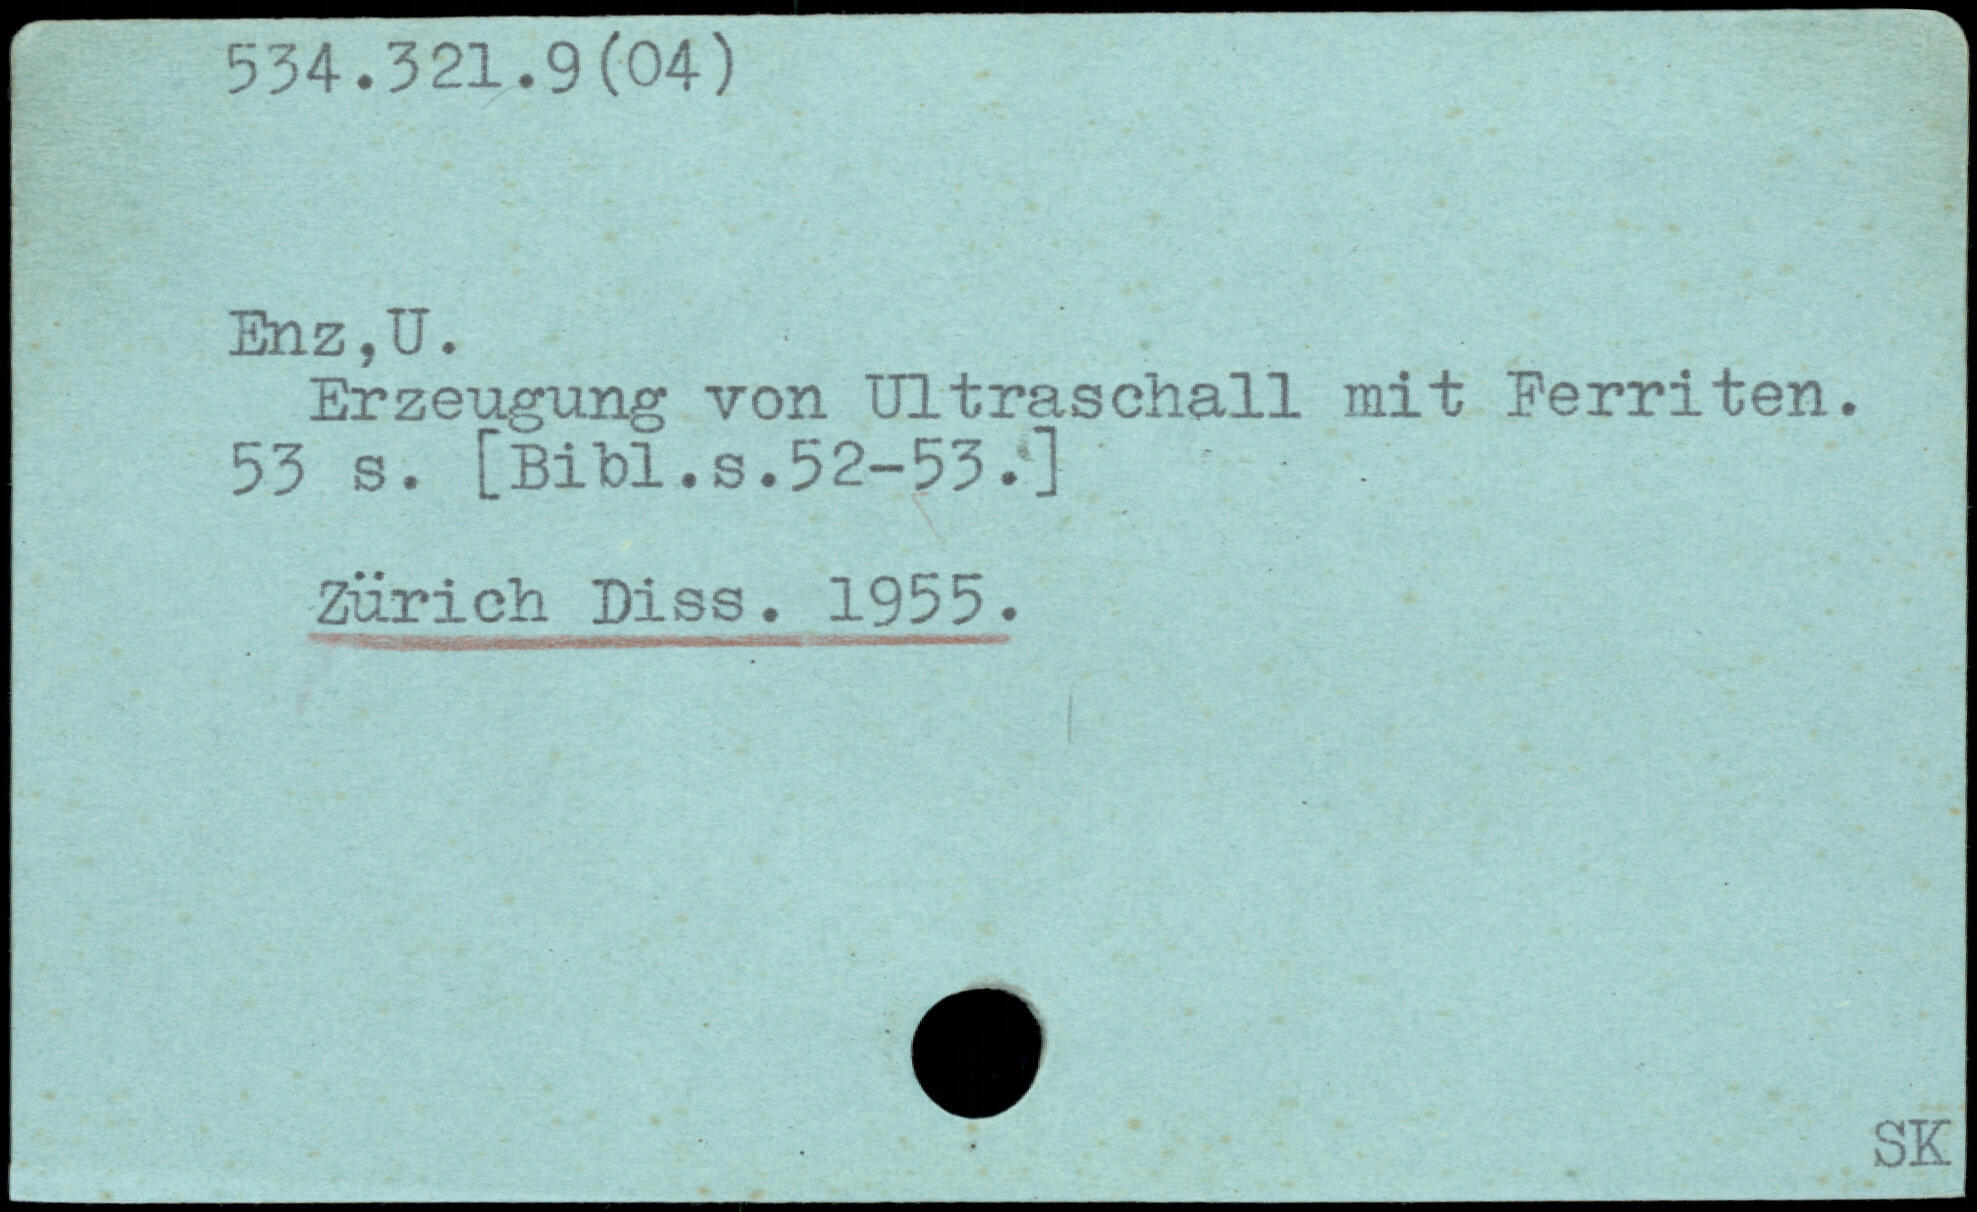 534.321.9(04)
Enz,U.
Erzeugung von Ultraschall mit Ferriten.
53 s. [Bibl.s.52-53.]
Zürich Diss. 1955.
SK